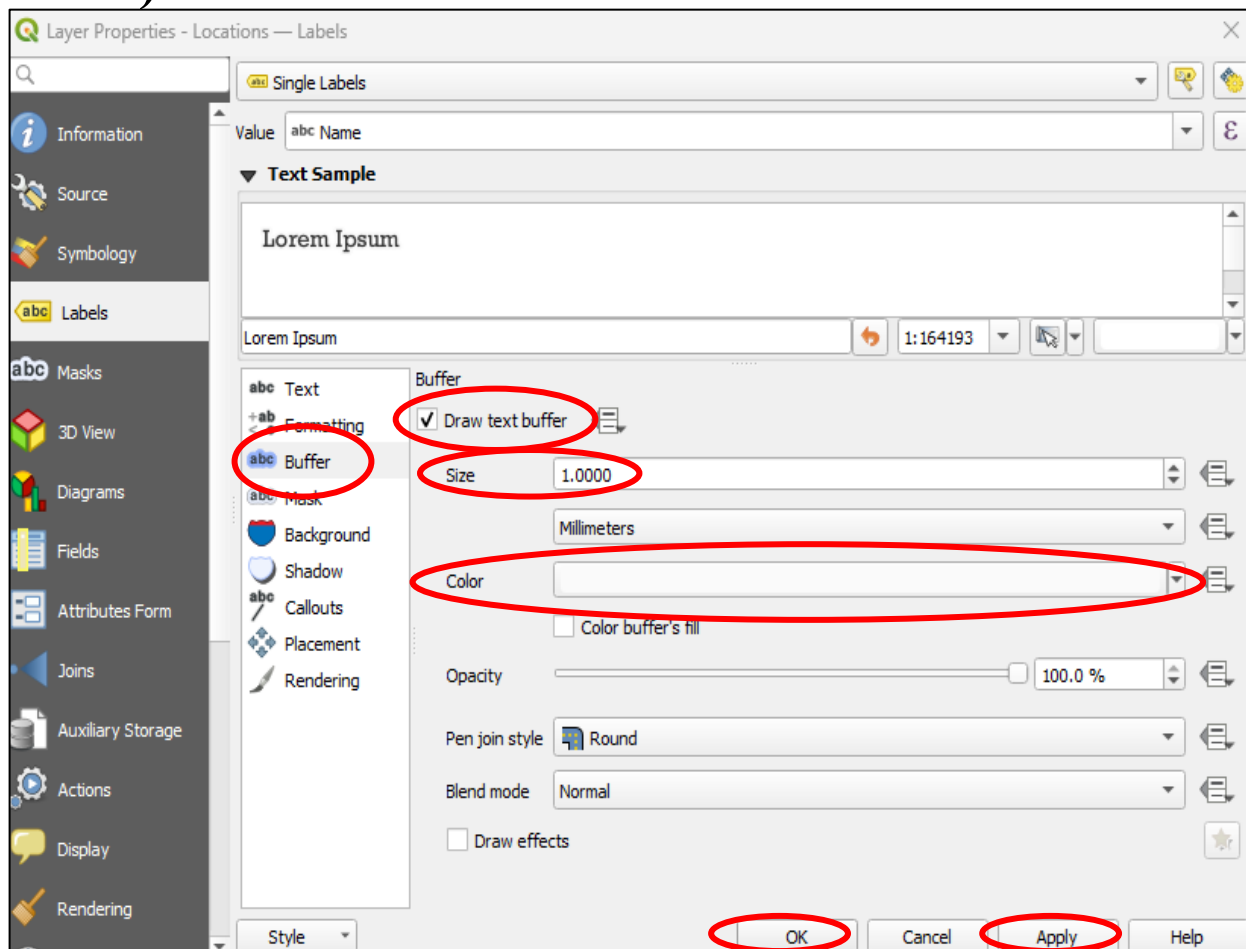 Layer Properties - Locations — Labels
Single Labels
Value abc Name
Text Sample
Lorem Ipsum
Lorem Ipsum 1:164193
Information
Source
Symbology
abc Labels
abc Masks
3D View
Diagrams
Fields
Attributes Form
Joins
Auxiliary Storage
Actions
Display
Rendering
abc Text
+ab Formatting
abc Buffer
abc Mask
Background
Shadow
abc Callouts
Placement
Rendering
Buffer
Draw text buffer
Size 1.0000
Millimeters
Color
Color buffer's fill
Opacity 100.0 %
Pen join style Round
Blend mode Normal
Draw effects
Style OK Cancel Apply Help